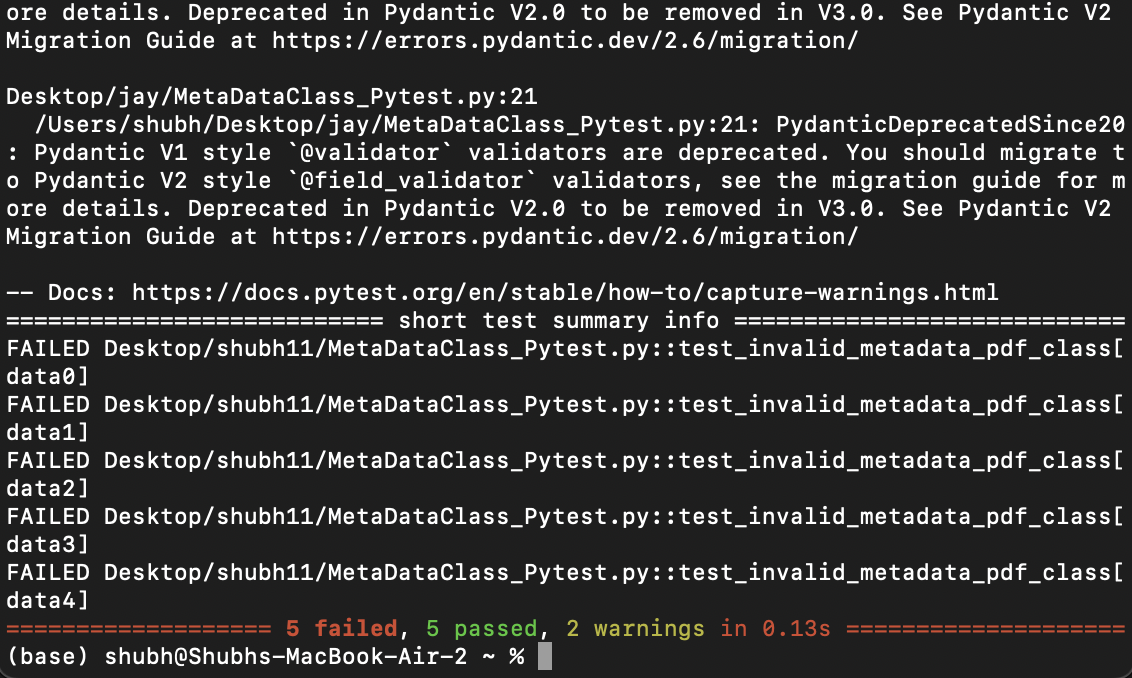 ore details. Deprecated in Pydantic V2.0 to be removed in V3.0. See Pydantic V2
Migration Guide at https://errors.pydantic.dev/2.6/migration/
Desktop/jay/MetaDataClass_Pytest.py:21
/Users/shubh/Desktop/jay/MetaDataClass_Pytest.py:21: PydanticDeprecatedSince20
: Pydantic V1 style `@validator` validators are deprecated. You should migrate t
o Pydantic V2 style `@field_validator` validators, see the migration guide for m
ore details. Deprecated in Pydantic V2.0 to be removed in V3.0. See Pydantic V2
Migration Guide at https://errors.pydantic.dev/2.6/migration/
-- Docs: https://docs.pytest.org/en/stable/how-to/capture-warnings.html
=========================== short test summary info ============================
FAILED Desktop/shubh11/MetaDataClass_Pytest.py::test_invalid_metadata_pdf_class[
data0]
FAILED Desktop/shubh11/MetaDataClass_Pytest.py::test_invalid_metadata_pdf_class[
data1]
FAILED Desktop/shubh11/MetaDataClass_Pytest.py::test_invalid_metadata_pdf_class[
data2]
FAILED Desktop/shubh11/MetaDataClass_Pytest.py::test_invalid_metadata_pdf_class[
data3]
FAILED Desktop/shubh11/MetaDataClass_Pytest.py::test_invalid_metadata_pdf_class[
data4]
=================== 5 failed, 5 passed, 2 warnings in 0.13s ====================
(base) shubh@Shubhs-MacBook-Air-2 ~ %